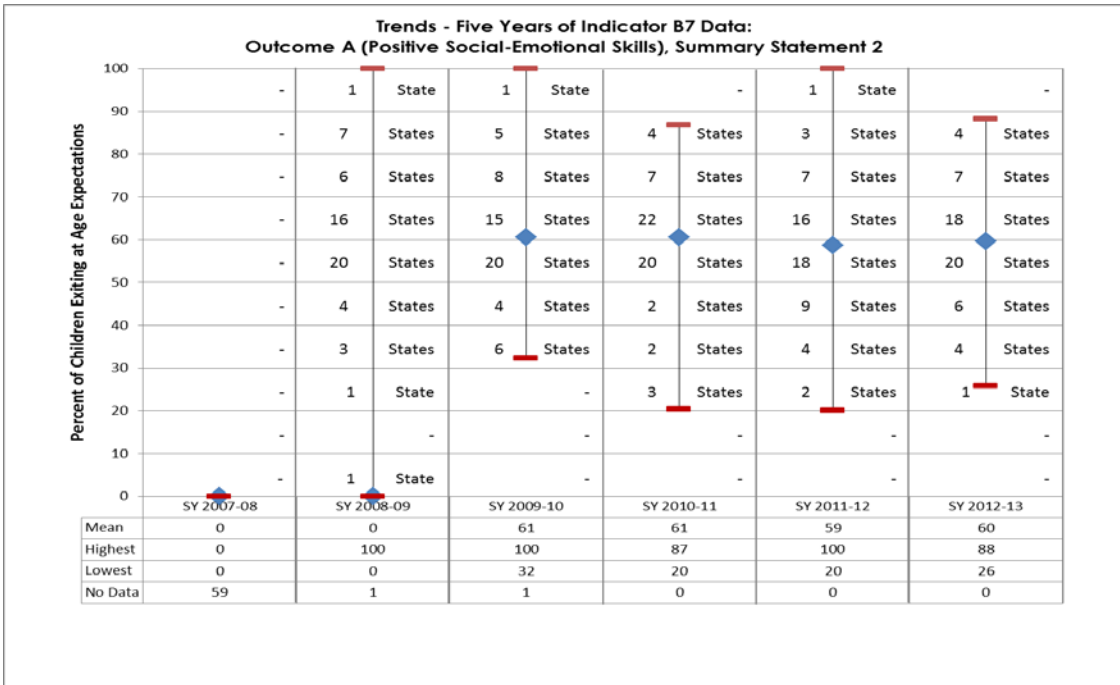 Trends - Five Years of Indicator B7 Data:
Outcome A (Positive Social-Emotional Skills), Summary Statement 2
Percent of Children Exiting at Age Expectations
100
- 1 State 1 State - 1 State -
90
- 7 States 5 States 4 States 3 States 4 States
80
- 6 States 8 States 7 States 7 States 7 States
70
- 16 States 15 States 22 States 16 States 18 States
60
- 20 States 20 States 20 States 18 States 20 States
50
- 4 States 4 States 2 States 9 States 6 States
40
- 3 States 6 States 2 States 4 States 4 States
30
- 1 State - 3 States 2 States 1 State
20
- - - - - -
10
- 1 State - - - -
0
SY 2007-08 SY 2008-09 SY 2009-10 SY 2010-11 SY 2011-12 SY 2012-13
Mean 0 0 61 61 59 60
Highest 0 100 100 87 100 88
Lowest 0 0 32 20 20 26
No Data 59 1 1 0 0 0